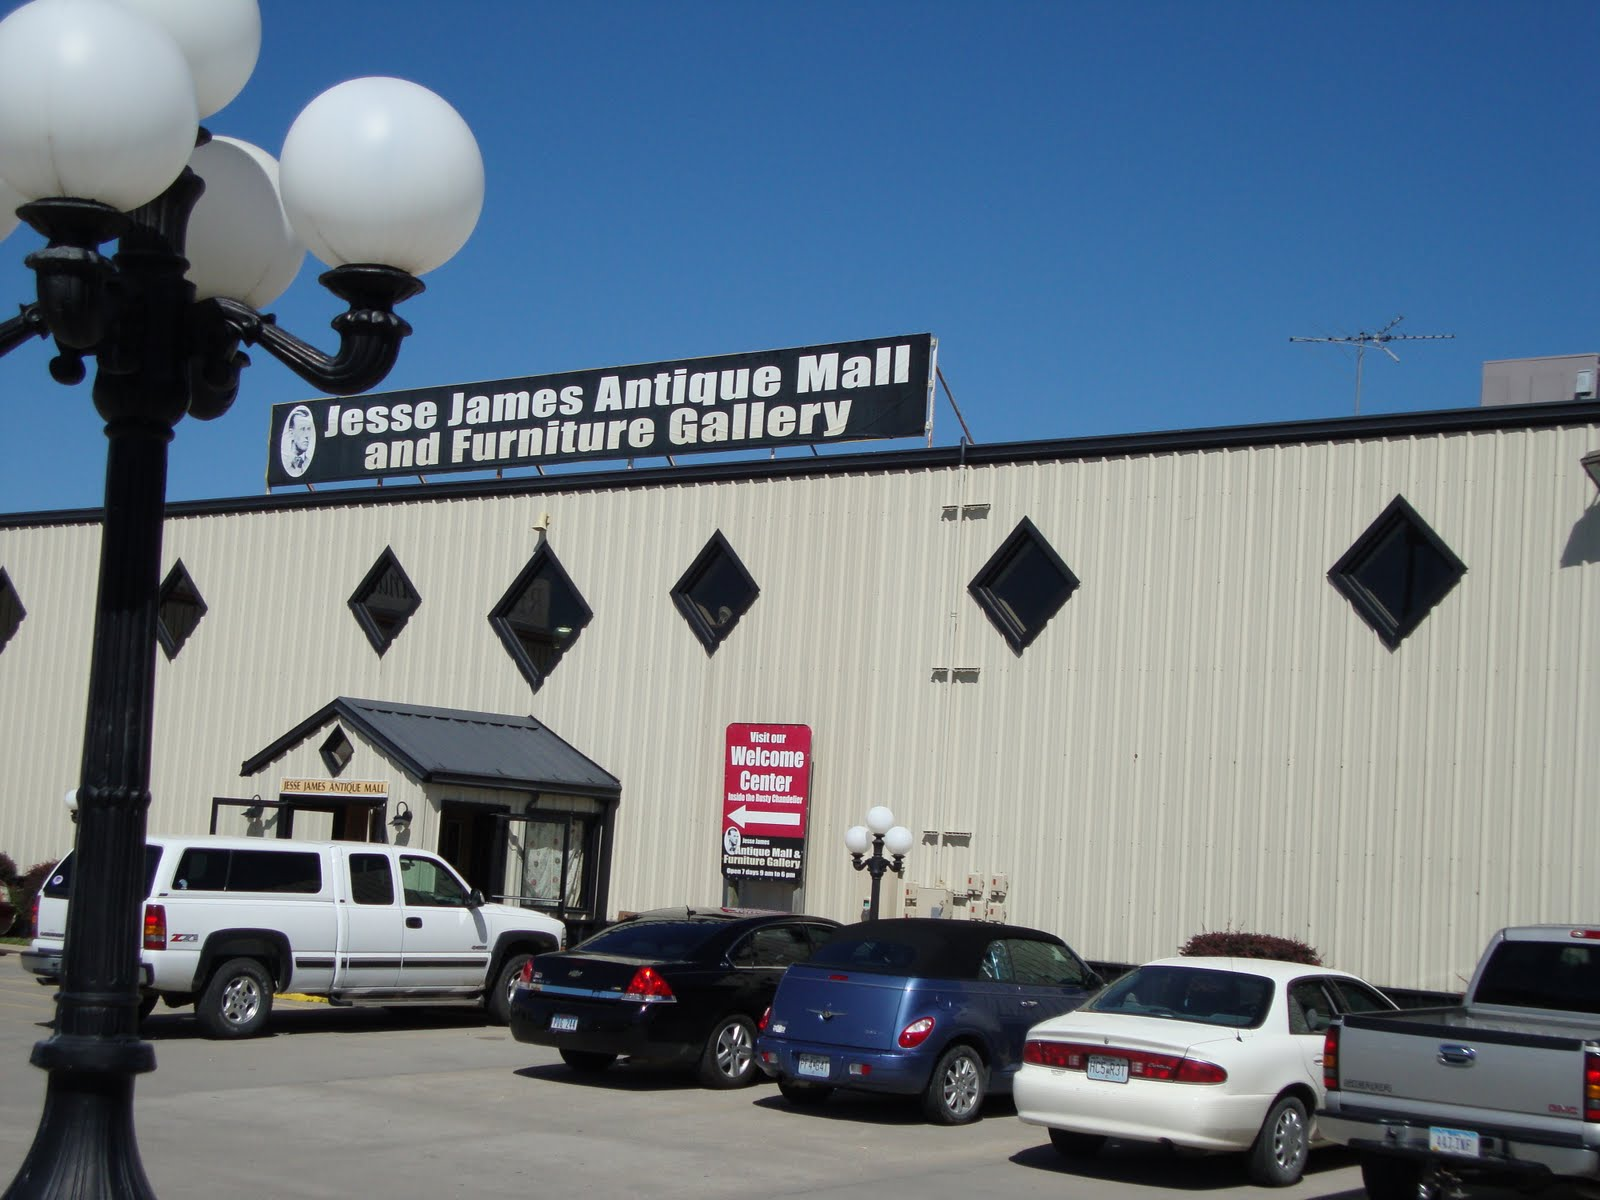 Jesse James Antique Mall
and Furniture Gallery
JESSE JAMES ANTIQUE MALL
Visit our
Welcome
Center
Inside the Rusty Chandelier
Jesse James
Antique Mall &
Furniture Gallery
Open 7 days 9 am to 6 pm
Z71
GMC